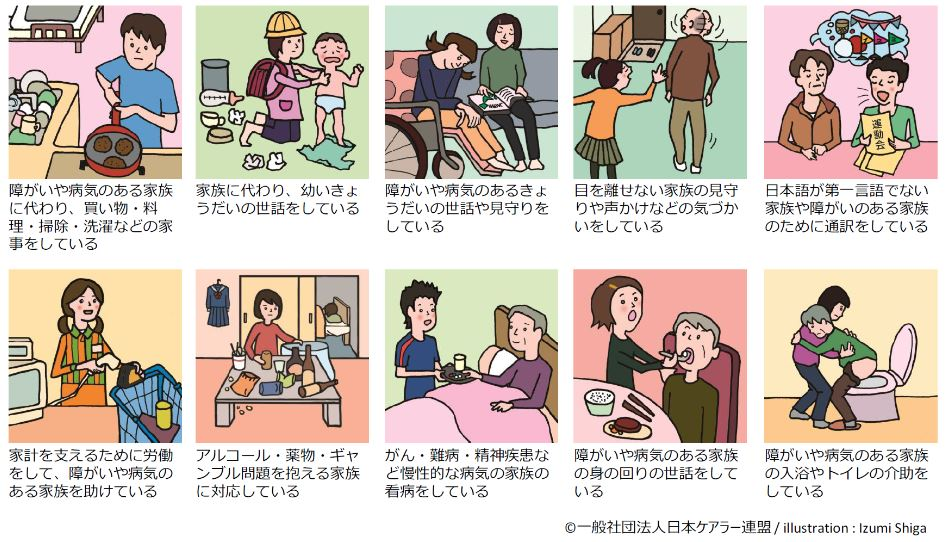 運動会
障がいや病気のある家族
に代わり、買い物・料
理・掃除・洗濯などの家
事をしている
家族に代わり、幼いきょ
うだいの世話をしている
障がいや病気のあるきょ
うだいの世話や見守りを
している
目を離せない家族の見守
りや声かけなどの気づか
いをしている
日本語が第一言語でない
家族や障がいのある家族
のために通訳をしている
家計を支えるために労働
をして、障がいや病気の
ある家族を助けている
アルコール・薬物・ギャ
ンブル問題を抱える家族
に対応している
がん・難病・精神疾患な
ど慢性的な病気の家族の
看病をしている
障がいや病気のある家族
の身の回りの世話をして
いる
障がいや病気のある家族
の入浴やトイレの介助を
している
©一般社団法人日本ケアラー連盟 / illustration : Izumi Shiga